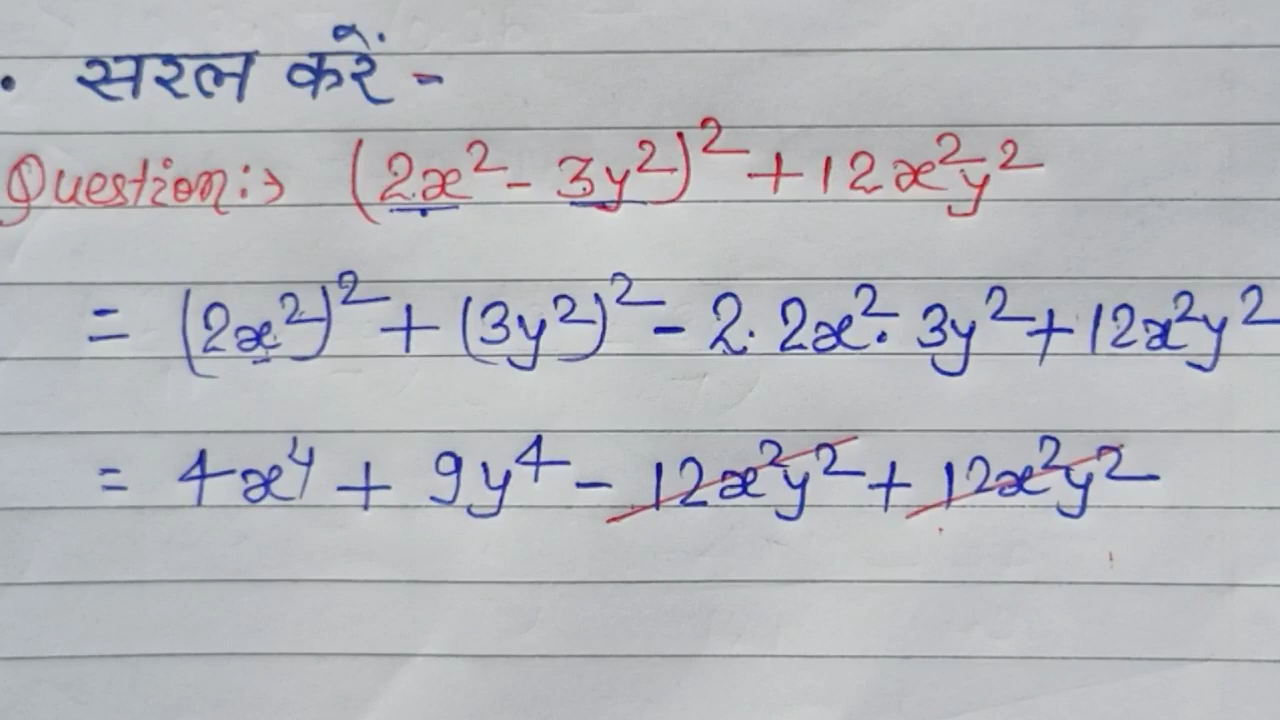 • सरल करें -
Question:→ (2x² - 3y²)² + 12x²y²
= (2x²)² + (3y²)² - 2. 2x². 3y² + 12x²y²
= 4x⁴ + 9y⁴ - 12x²y² + 12x²y²